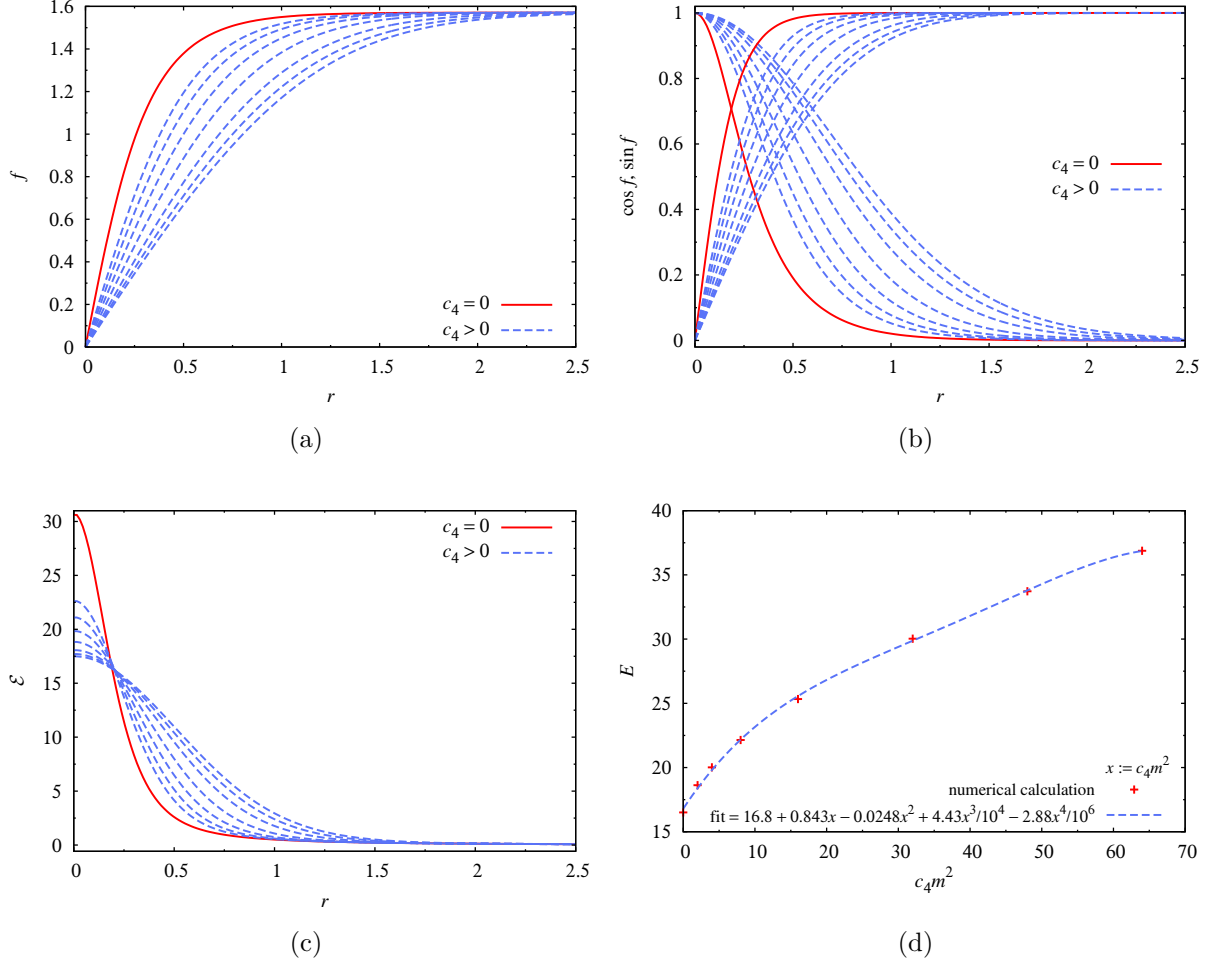 1.6
1.4
1.2
1
0.8
0.6
0.4
0.2
0
f
c₄ = 0
c₄ > 0
0 0.5 1 1.5 2 2.5
r
(a)
1
0.8
0.6
0.4
0.2
0
cos f, sin f
c₄ = 0
c₄ > 0
0 0.5 1 1.5 2 2.5
r
(b)
30
25
20
15
10
5
0
ℰ
c₄ = 0
c₄ > 0
0 0.5 1 1.5 2 2.5
r
(c)
40
35
30
25
20
15
E
x := c₄m²
numerical calculation
fit = 16.8 + 0.843x − 0.0248x² + 4.43x³/10⁴ − 2.88x⁴/10⁶
0 10 20 30 40 50 60 70
c₄m²
(d)